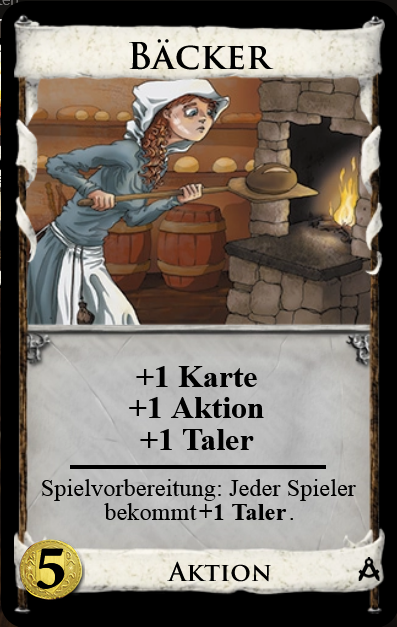 BÄCKER
+1 Karte
+1 Aktion
+1 Taler
Spielvorbereitung: Jeder Spieler
bekommt +1 Taler.
5
AKTION